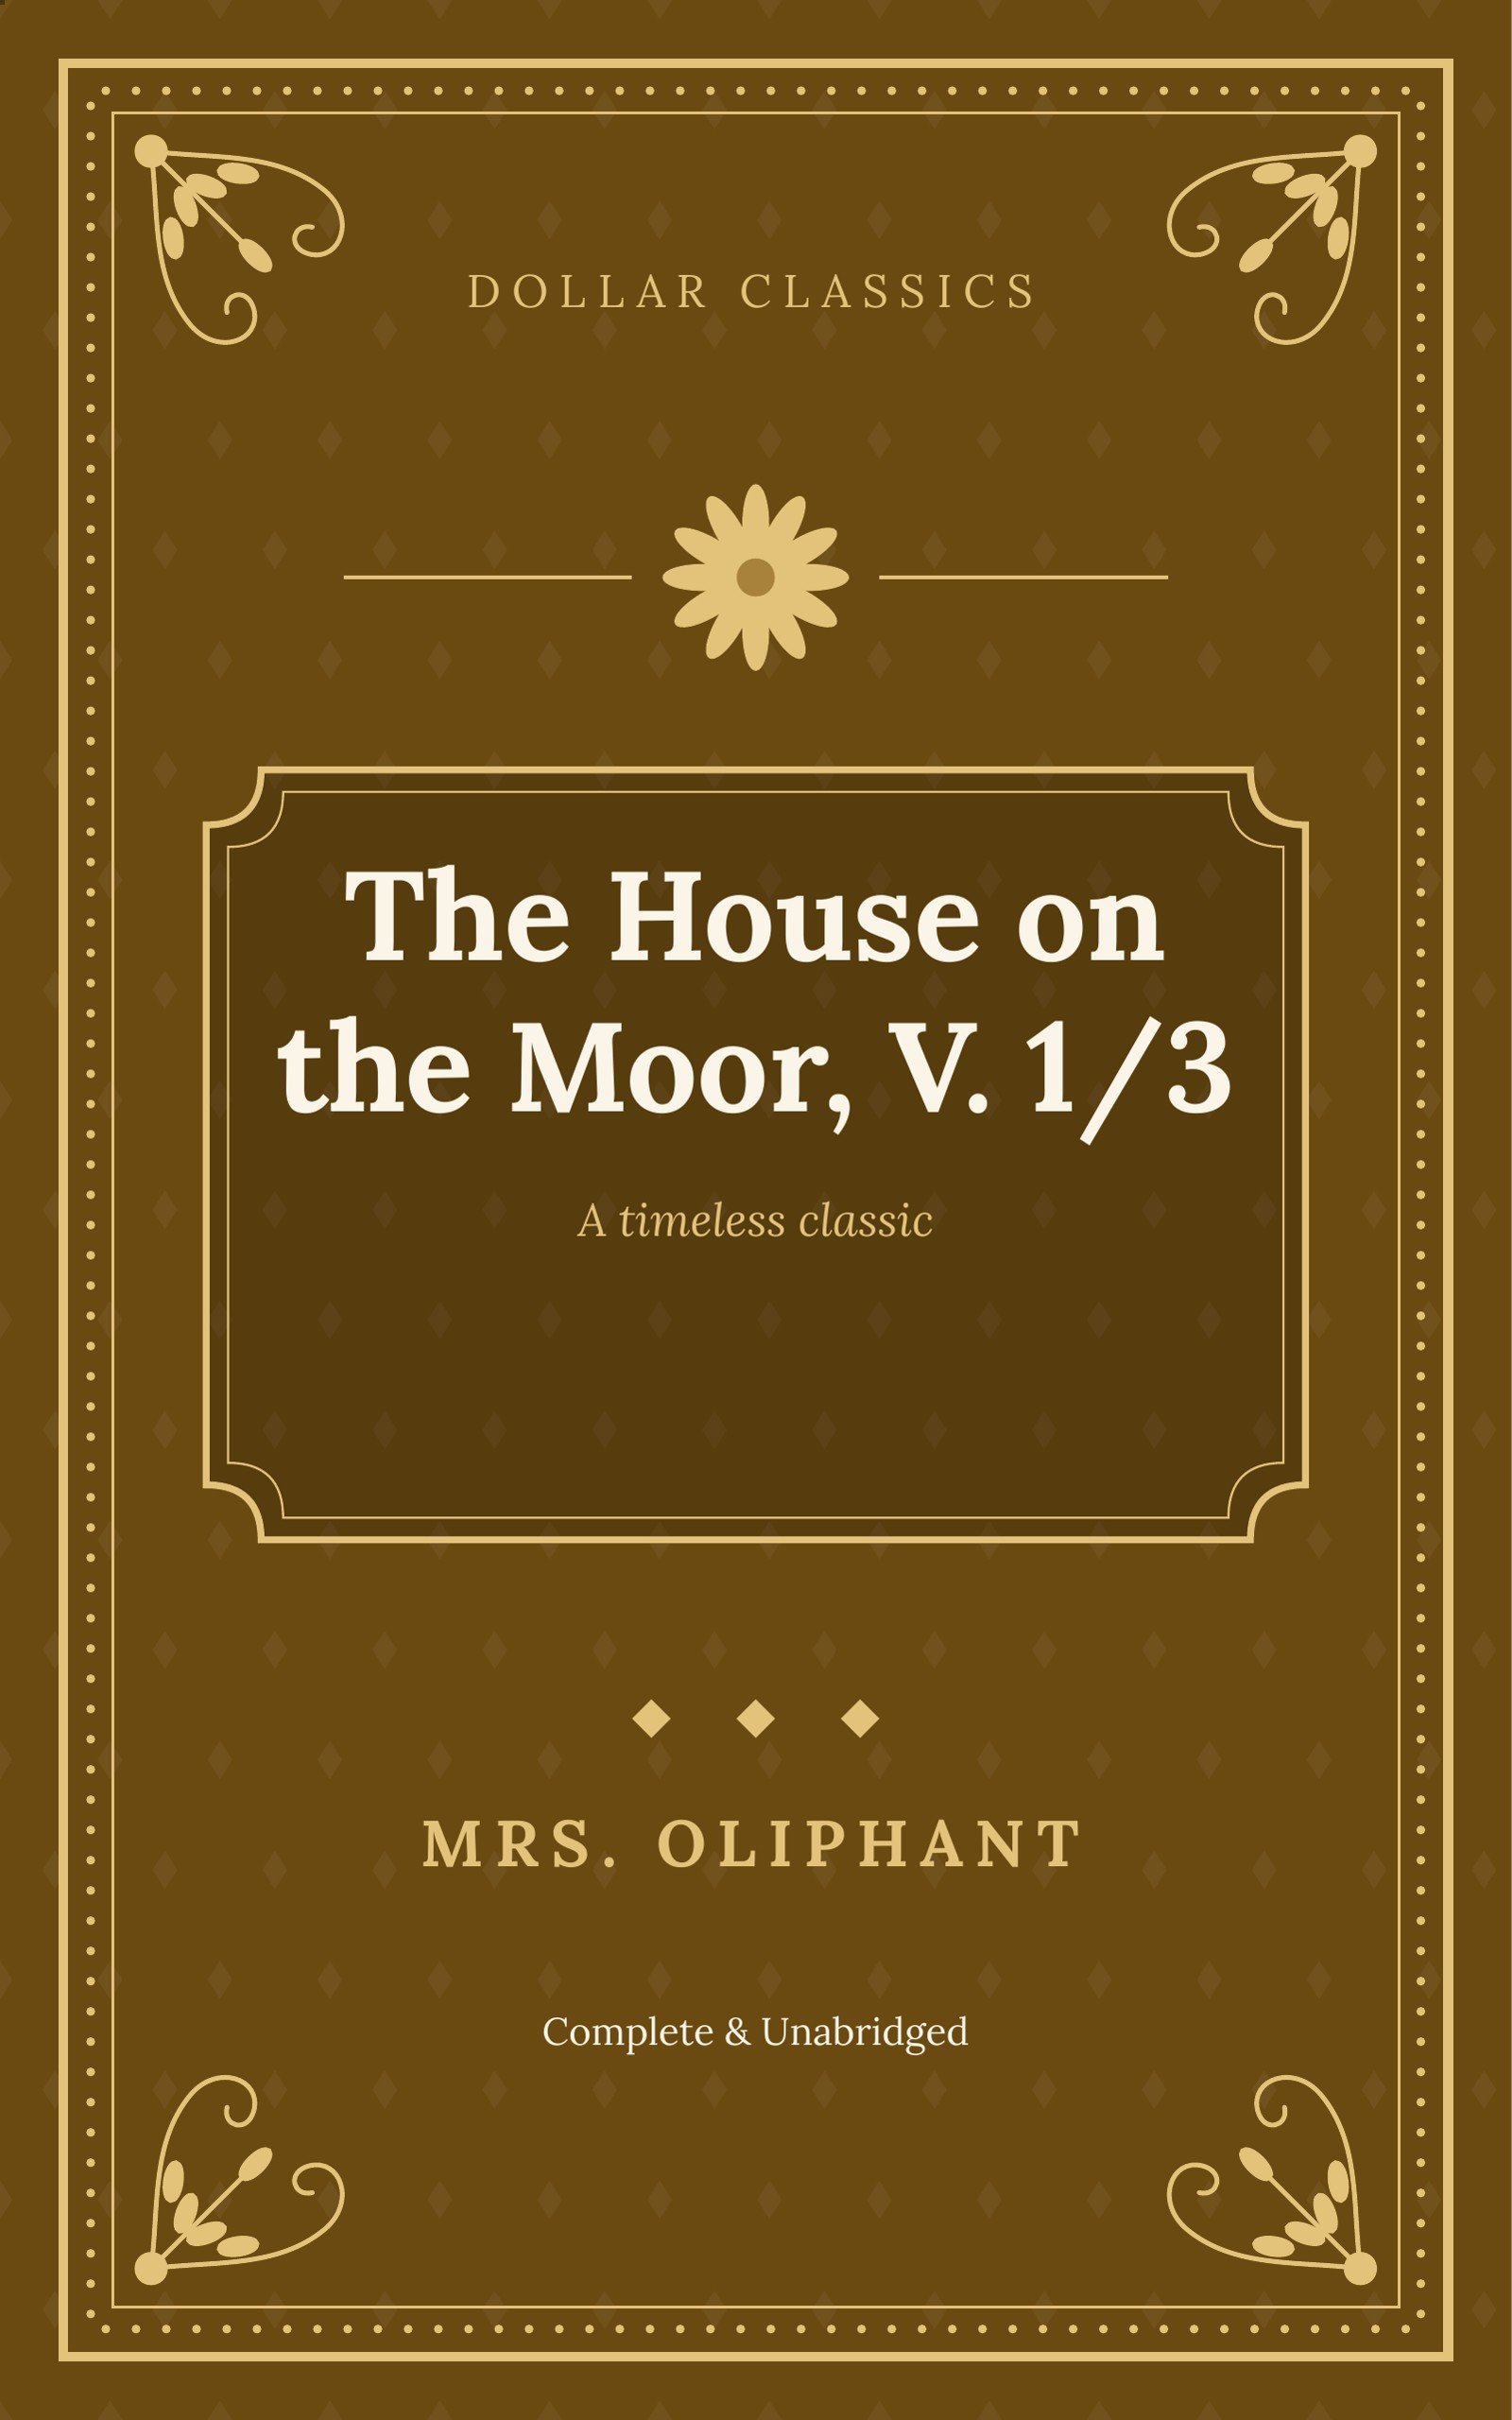 DOLLAR CLASSICS
The House on
the Moor, V. 1/3
A timeless classic
MRS. OLIPHANT
Complete & Unabridged